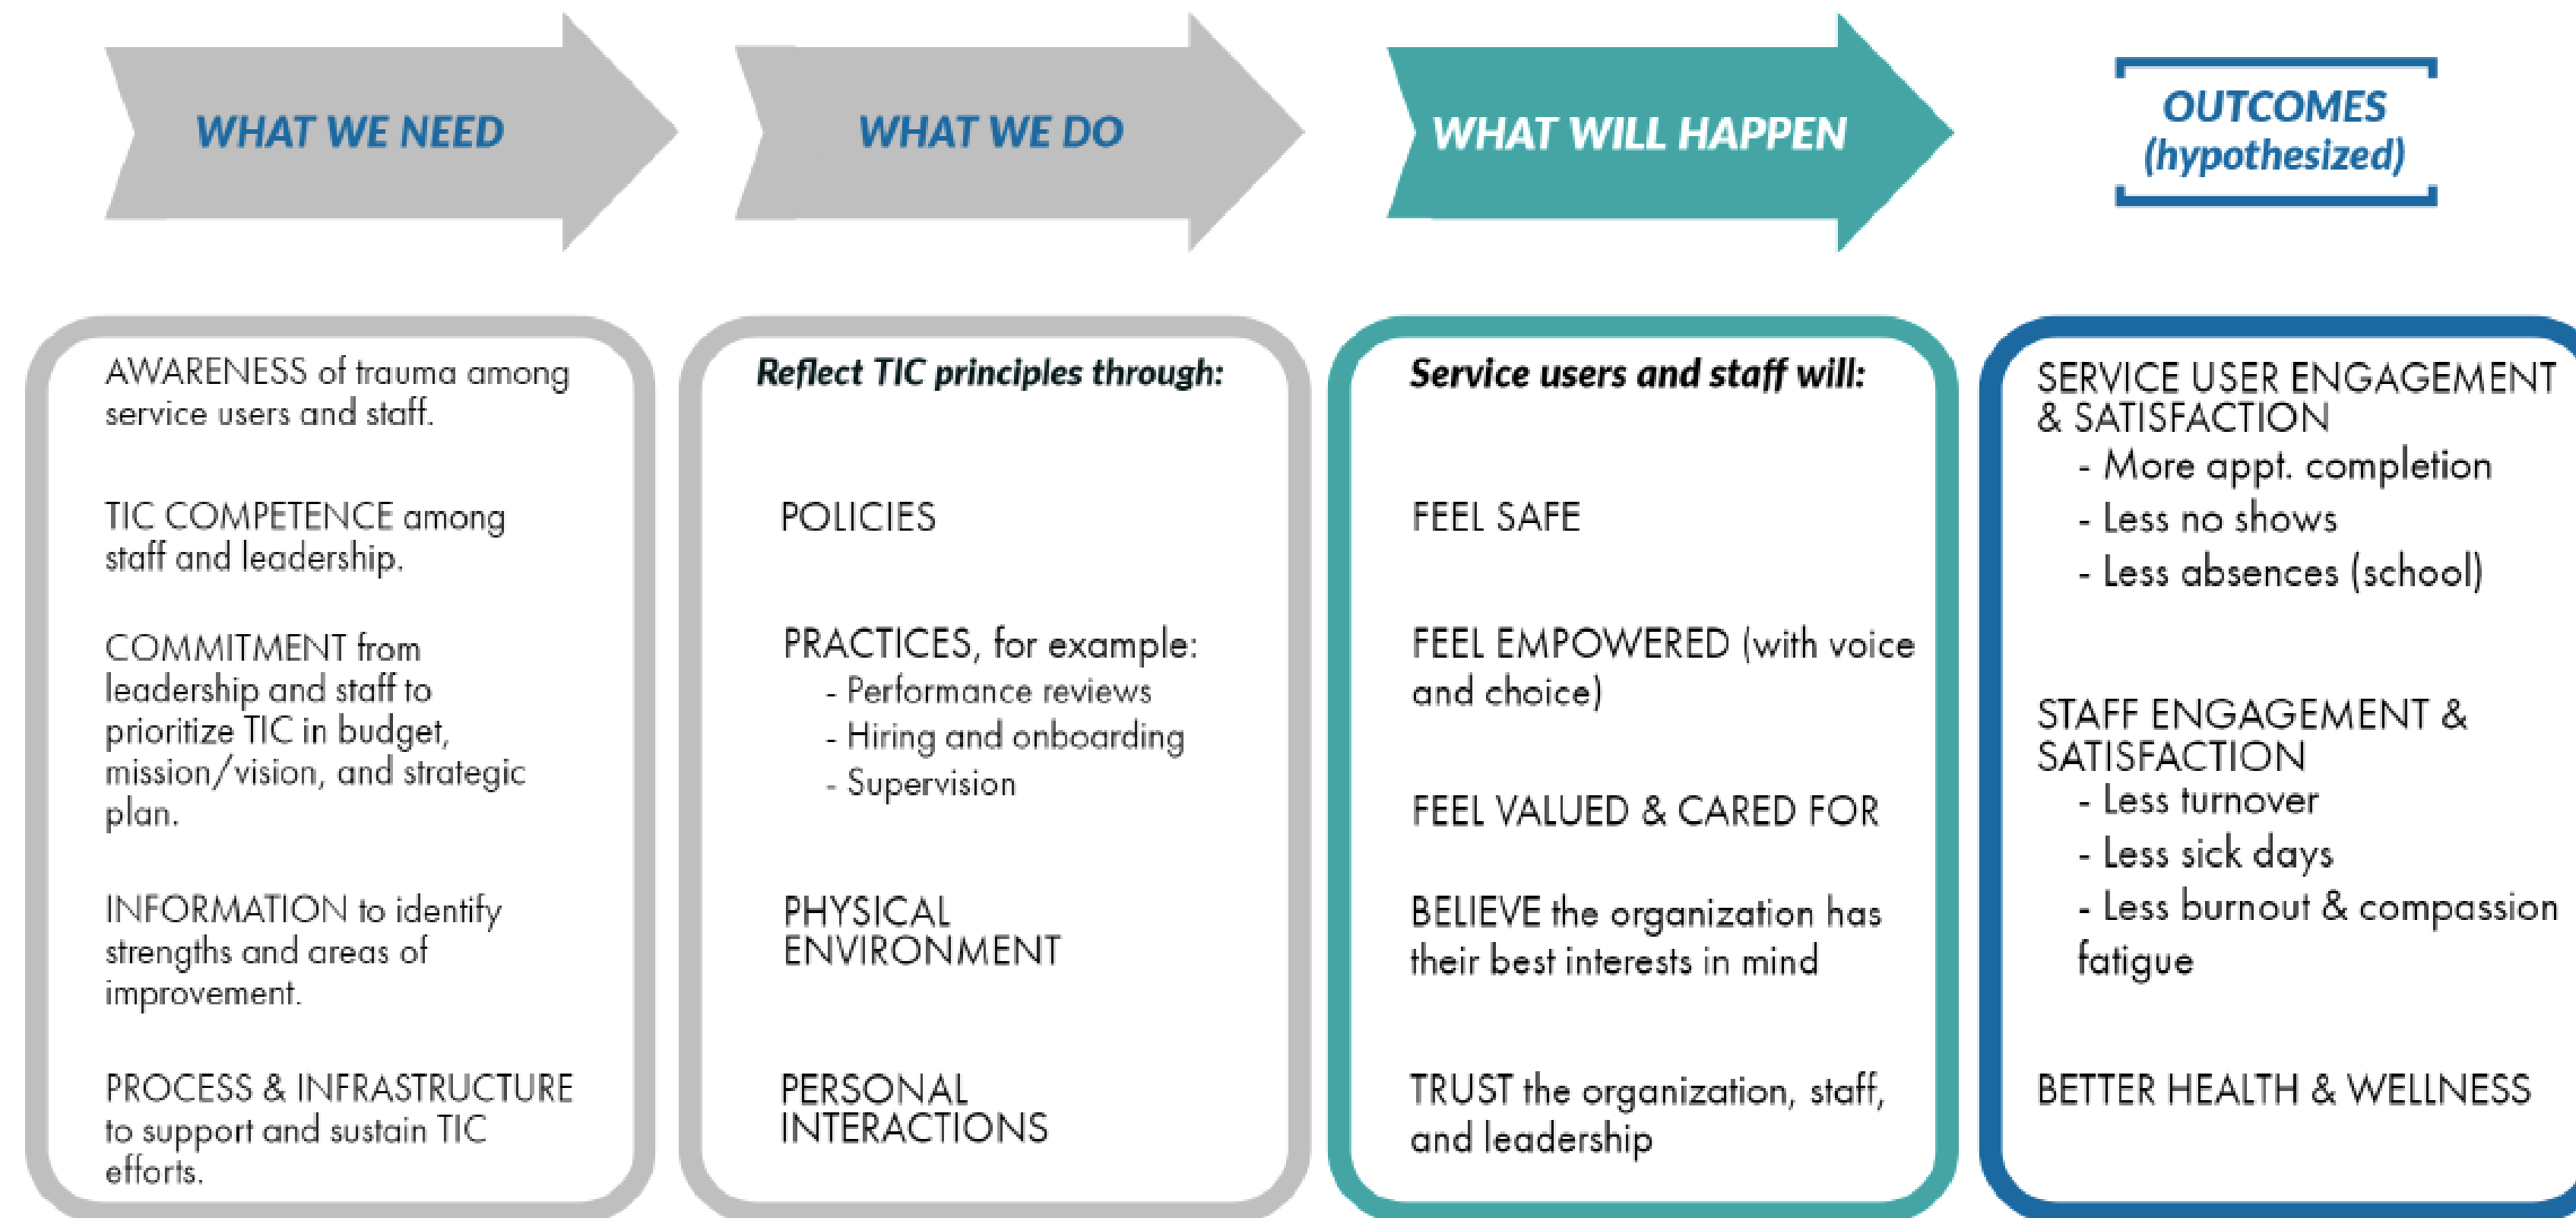 WHAT WE NEED
WHAT WE DO
WHAT WILL HAPPEN
OUTCOMES
(hypothesized)
AWARENESS of trauma among
service users and staff.
TIC COMPETENCE among
staff and leadership.
COMMITMENT from
leadership and staff to
prioritize TIC in budget,
mission/vision, and strategic
plan.
INFORMATION to identify
strengths and areas of
improvement.
PROCESS & INFRASTRUCTURE
to support and sustain TIC
efforts.
Reflect TIC principles through:
POLICIES
PRACTICES, for example:
- Performance reviews
- Hiring and onboarding
- Supervision
PHYSICAL
ENVIRONMENT
PERSONAL
INTERACTIONS
Service users and staff will:
FEEL SAFE
FEEL EMPOWERED (with voice
and choice)
FEEL VALUED & CARED FOR
BELIEVE the organization has
their best interests in mind
TRUST the organization, staff,
and leadership
SERVICE USER ENGAGEMENT
& SATISFACTION
- More appt. completion
- Less no shows
- Less absences (school)
STAFF ENGAGEMENT &
SATISFACTION
- Less turnover
- Less sick days
- Less burnout & compassion
fatigue
BETTER HEALTH & WELLNESS